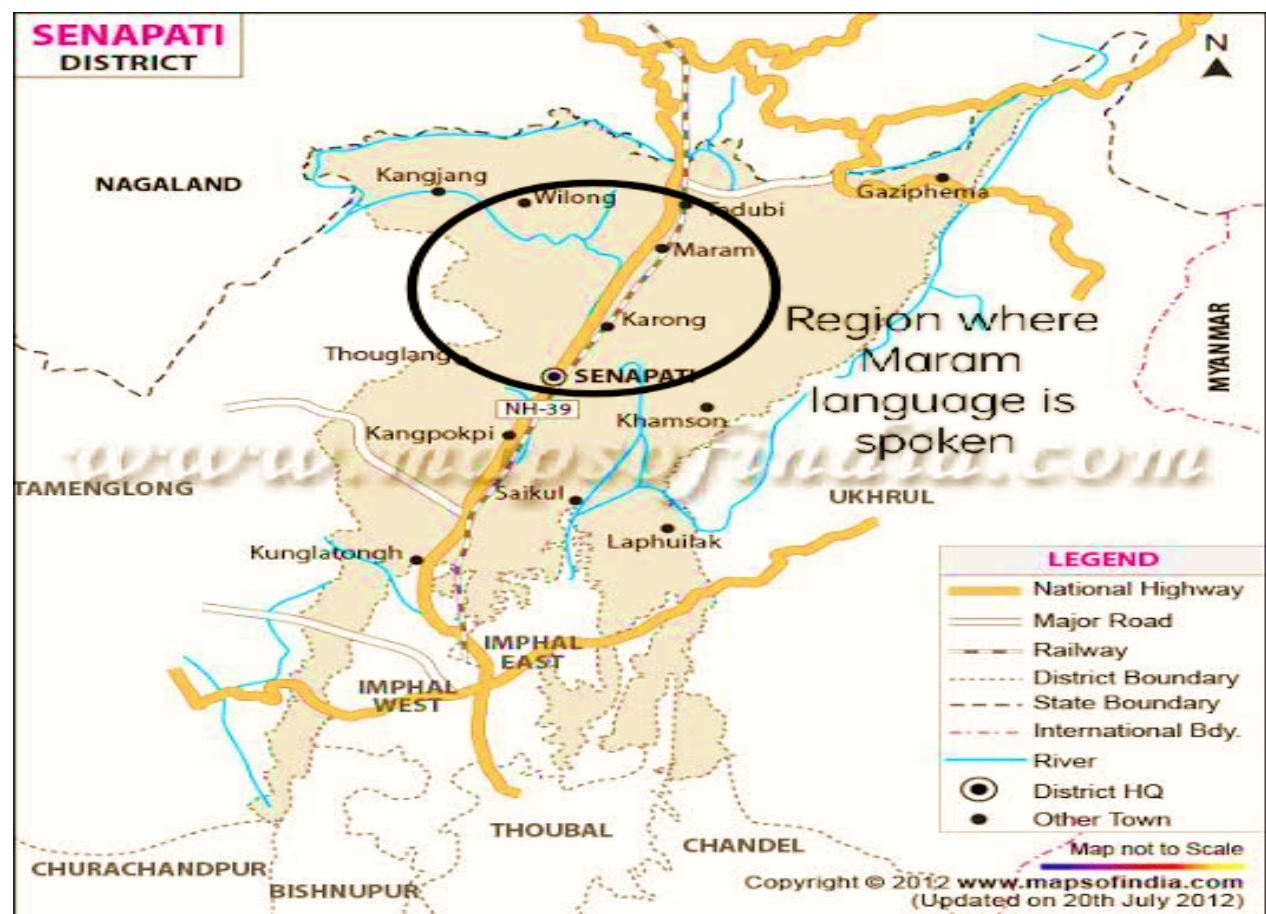 SENAPATI
DISTRICT
N
NAGALAND
Kangjang
Wilong
Tadubi
Gaziphema
Maram
Karong
Region where
Maram
language is
spoken
MYANMAR
Thouglang
SENAPATI
NH-39
Khamson
Kangpokpi
www.mapsofindia.com
TAMENGLONG
Saikul
UKHRUL
Laphuilak
Kunglatongh
IMPHAL
EAST
IMPHAL
WEST
THOUBAL
CHANDEL
CHURACHANDPUR
BISHNUPUR
LEGEND
National Highway
Major Road
Railway
District Boundary
State Boundary
International Bdy.
River
District HQ
Other Town
Map not to Scale
Copyright © 2012 www.mapsofindia.com
(Updated on 20th July 2012)